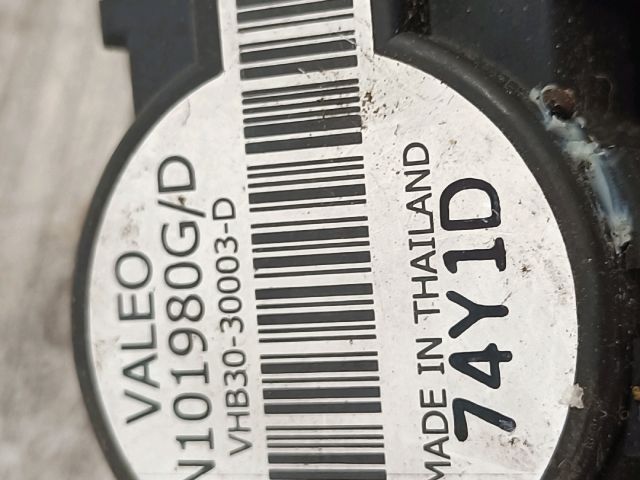 VALEO
N101980G/D
VHB30-30003-D
MADE IN THAILAND
74Y1D